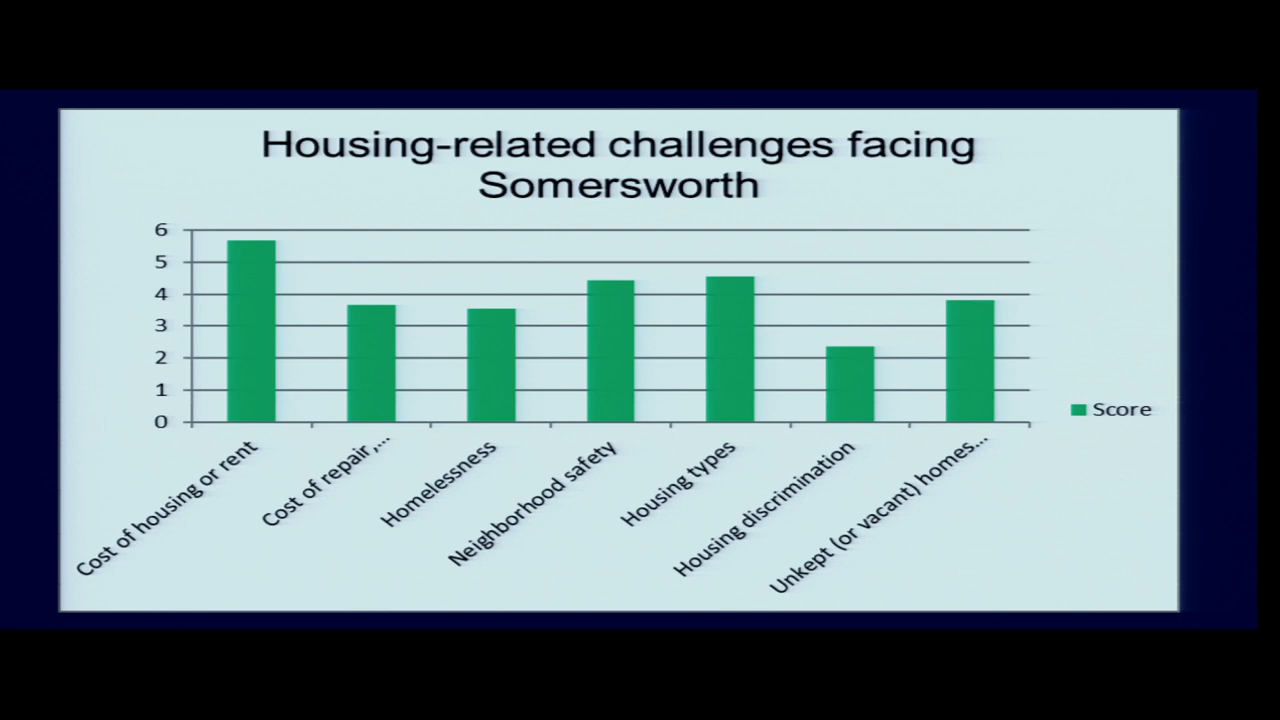 Housing-related challenges facing
Somersworth
6
5
4
3
2
1
0
Cost of housing or rent
Cost of repair,...
Homelessness
Neighborhood safety
Housing types
Housing discrimination
Unkept (or vacant) homes...
Score